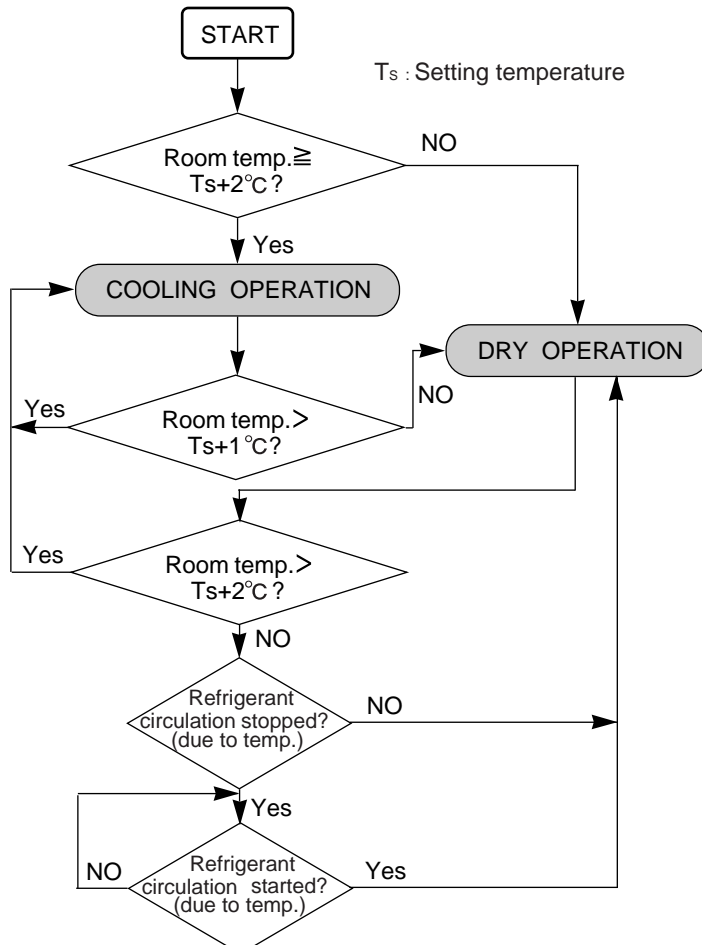 START
Ts : Setting temperature
Room temp.≧
Ts+2°C?
NO
Yes
COOLING OPERATION
DRY OPERATION
NO
Yes
Room temp.>
Ts+1°C?
Yes
Room temp.>
Ts+2°C?
NO
Refrigerant
circulation stopped?
(due to temp.)
NO
Yes
NO
Refrigerant
circulation started?
(due to temp.)
Yes